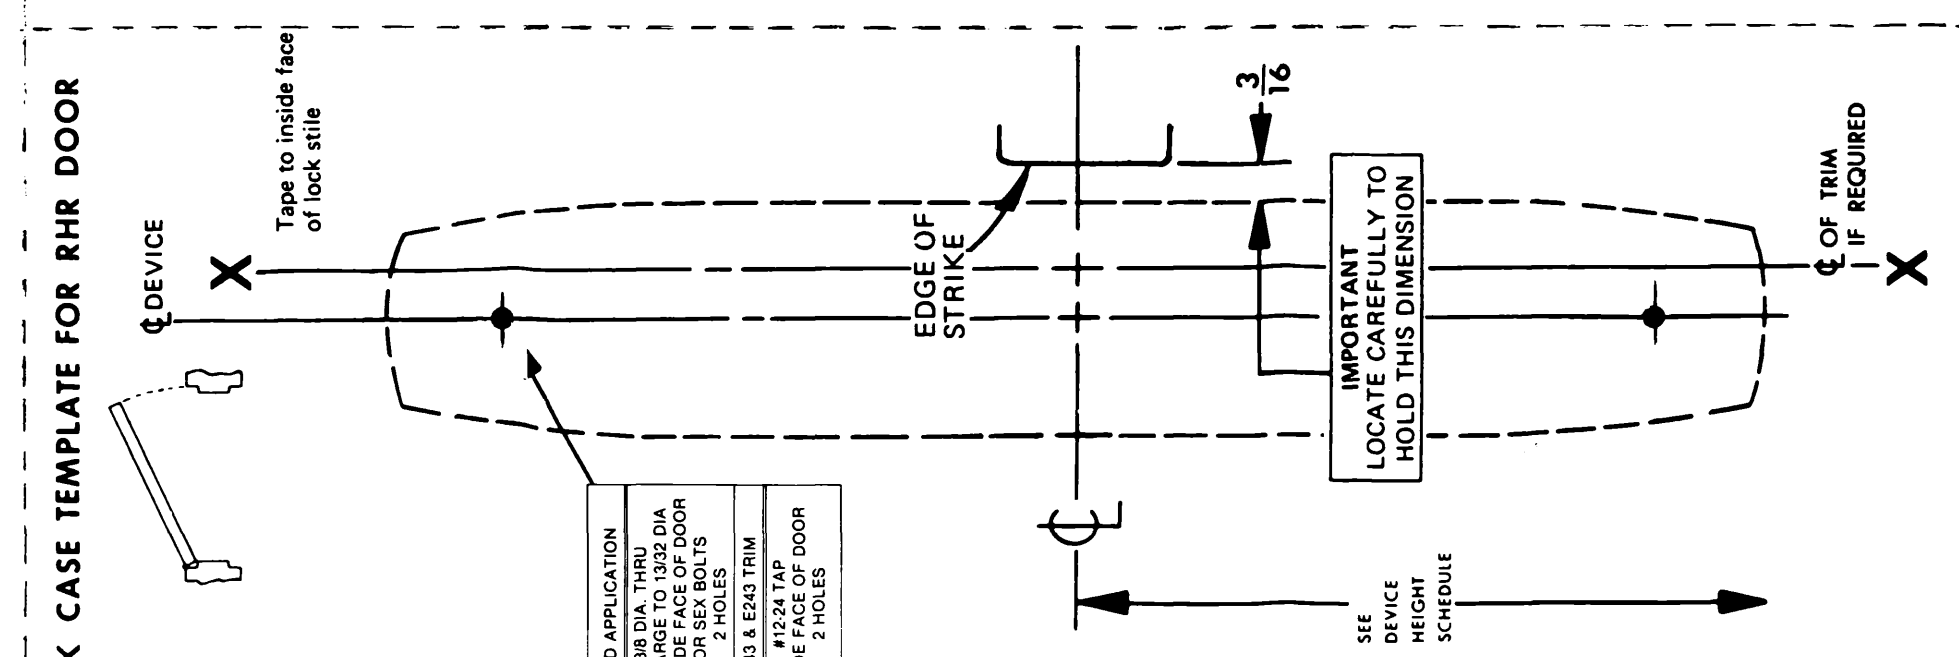 K CASE TEMPLATE FOR RHR DOOR
℄ DEVICE
X
Tape to inside face
of lock stile
D APPLICATION
3/8 DIA. THRU
ARGE TO 13/32 DIA
DE FACE OF DOOR
OR SEX BOLTS
2 HOLES
43 & E243 TRIM
#12-24 TAP
DE FACE OF DOOR
2 HOLES
EDGE OF
STRIKE
℄
3/16
IMPORTANT
LOCATE CAREFULLY TO
HOLD THIS DIMENSION
SEE
DEVICE
HEIGHT
SCHEDULE
℄ OF TRIM
IF REQUIRED
X